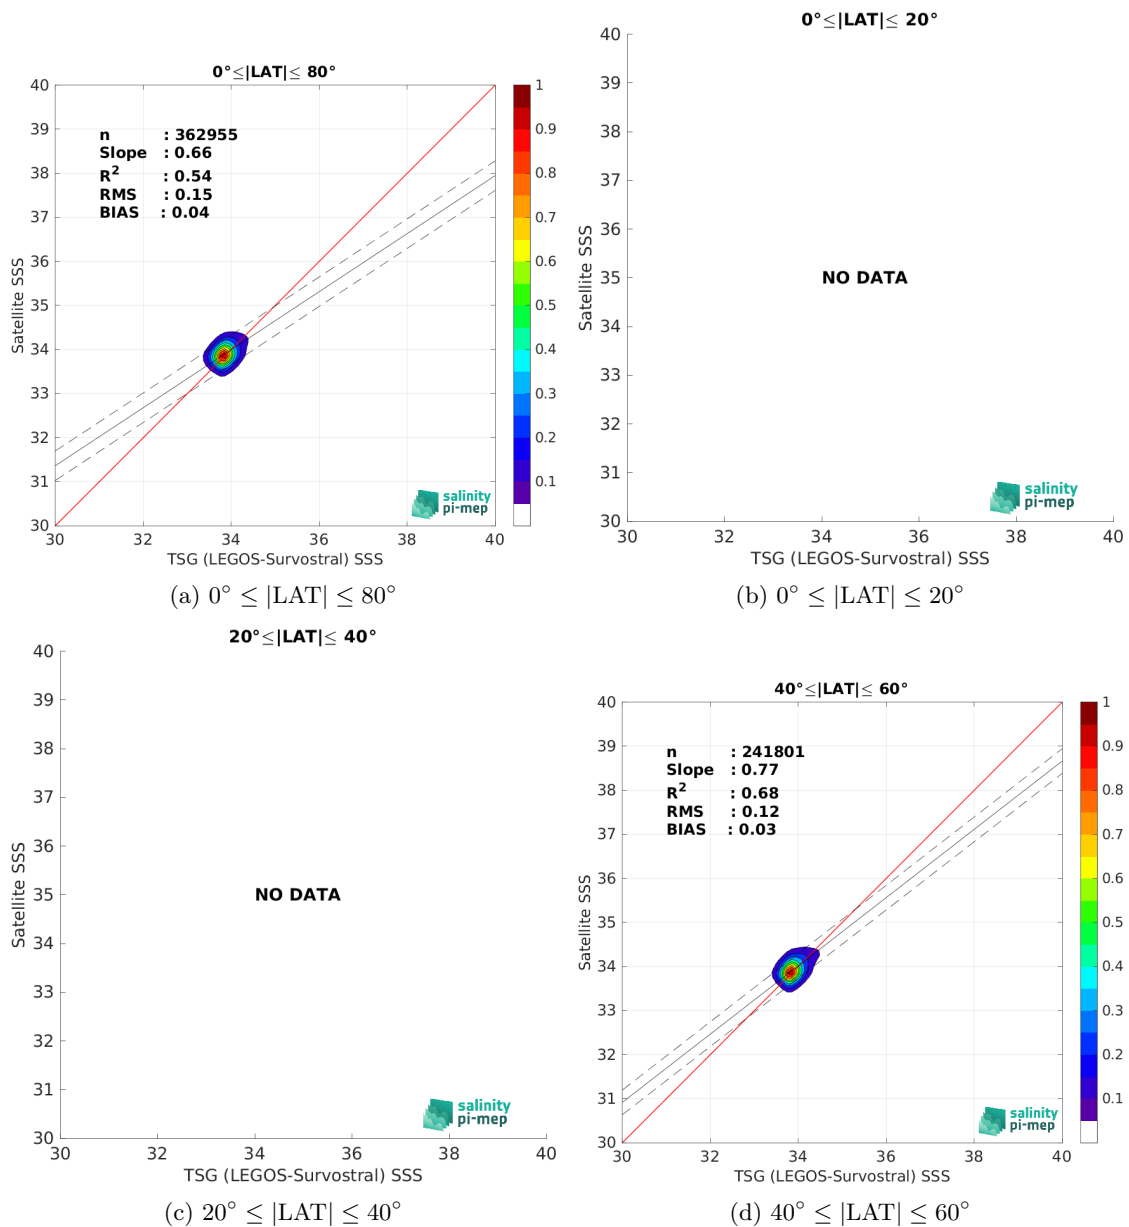 0°≤|LAT|≤ 80°
n : 362955
Slope : 0.66
R² : 0.54
RMS : 0.15
BIAS : 0.04
40
39
38
37
36
35
34
33
32
31
30
30 32 34 36 38 40
Satellite SSS
TSG (LEGOS-Survostral) SSS
1
0.9
0.8
0.7
0.6
0.5
0.4
0.3
0.2
0.1
salinity
pi-mep
(a) 0° ≤ |LAT| ≤ 80°
0°≤|LAT|≤ 20°
40
39
38
37
36
35
34
33
32
31
30
30 32 34 36 38 40
Satellite SSS
NO DATA
TSG (LEGOS-Survostral) SSS
salinity
pi-mep
(b) 0° ≤ |LAT| ≤ 20°
20°≤|LAT|≤ 40°
40
39
38
37
36
35
34
33
32
31
30
30 32 34 36 38 40
Satellite SSS
NO DATA
TSG (LEGOS-Survostral) SSS
salinity
pi-mep
(c) 20° ≤ |LAT| ≤ 40°
40°≤|LAT|≤ 60°
n : 241801
Slope : 0.77
R² : 0.68
RMS : 0.12
BIAS : 0.03
40
39
38
37
36
35
34
33
32
31
30
30 32 34 36 38 40
Satellite SSS
TSG (LEGOS-Survostral) SSS
1
0.9
0.8
0.7
0.6
0.5
0.4
0.3
0.2
0.1
salinity
pi-mep
(d) 40° ≤ |LAT| ≤ 60°